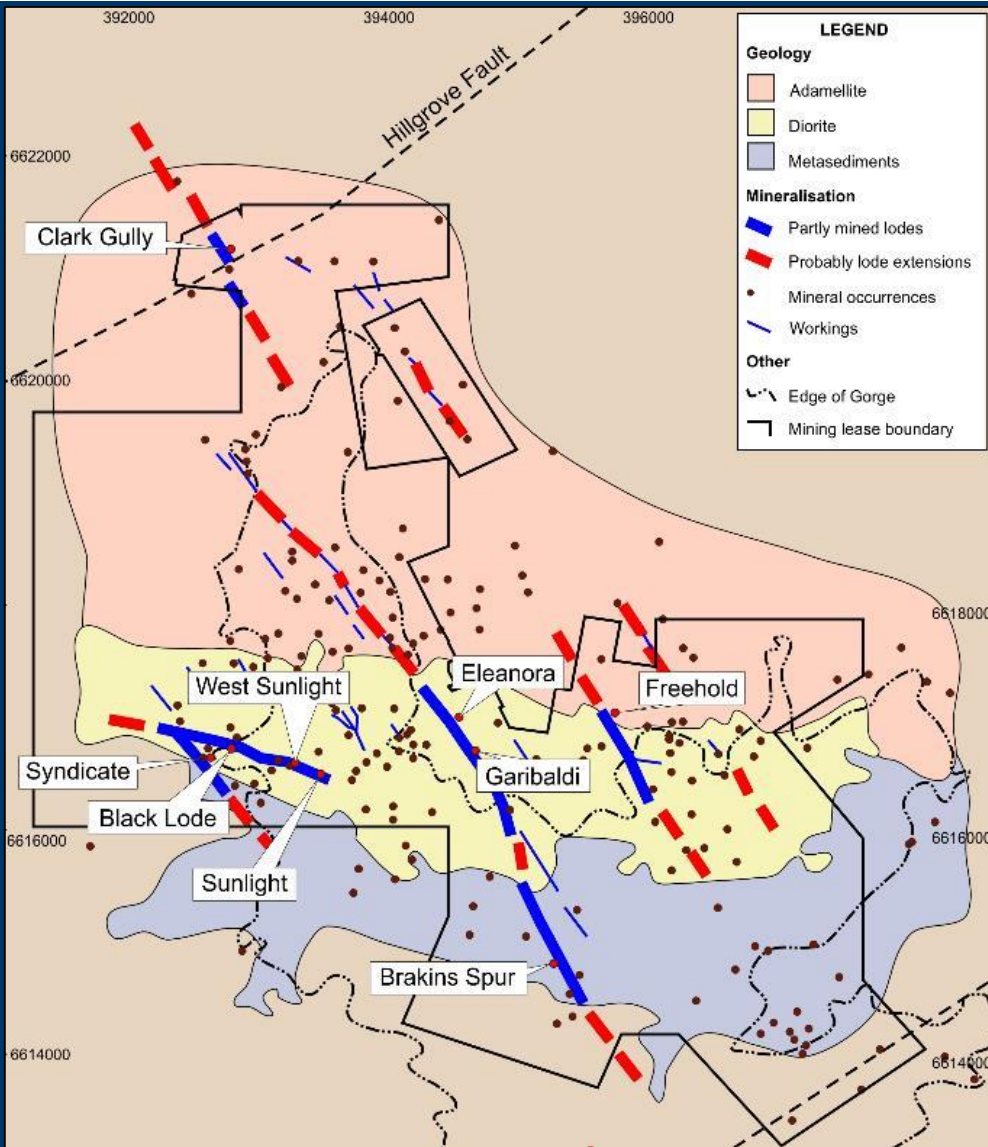 392000
394000
396000
LEGEND
Geology
Adamellite
Diorite
Metasediments
Mineralisation
Partly mined lodes
Probably lode extensions
Mineral occurrences
Workings
Other
Edge of Gorge
Mining lease boundary
Hillgrove Fault
6622000
Clark Gully
6620000
6618000
Eleanora
West Sunlight
Freehold
Syndicate
Garibaldi
Black Lode
6616000
6616000
Sunlight
Brakins Spur
6614000
6614000